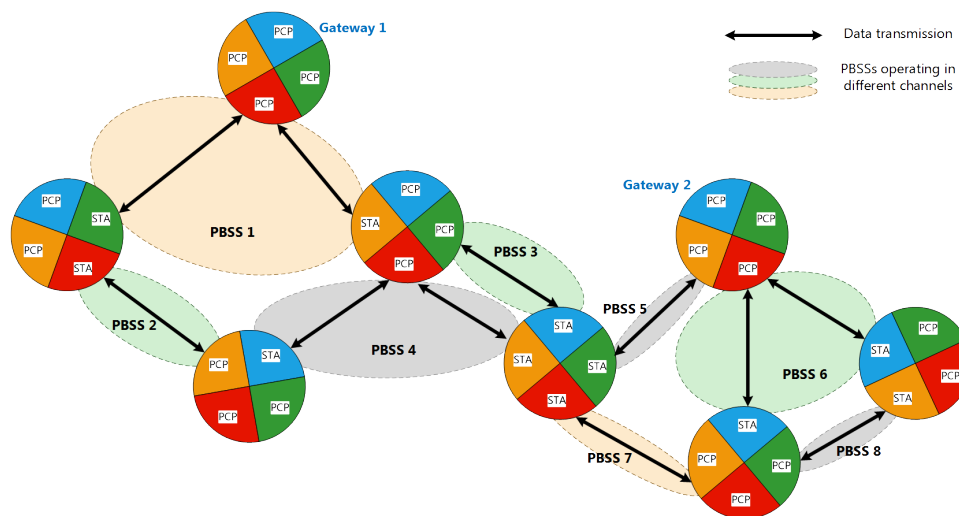 Gateway 1
Data transmission
PBSSs operating in
different channels
PCP
PCP
PCP
PCP
Gateway 2
PCP
STA
PCP
STA
PBSS 1
PCP
STA
PCP
PCP
PBSS 3
PCP
PCP
PCP
PCP
PBSS 2
PBSS 4
PBSS 5
PBSS 6
PCP
STA
PCP
PCP
STA
STA
STA
STA
PCP
STA
PCP
STA
PBSS 7
PBSS 8
STA
PCP
PCP
PCP